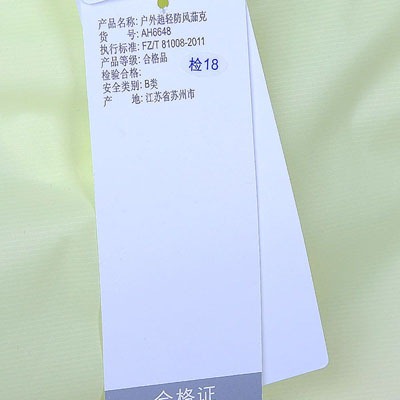 产品名称: 户外超轻防风茄克
货 号: AH6648
执行标准: FZ/T 81008-2011
产品等级: 合格品
检验合格: 检18
安全类别: B类
产 地: 江苏省苏州市
合格证